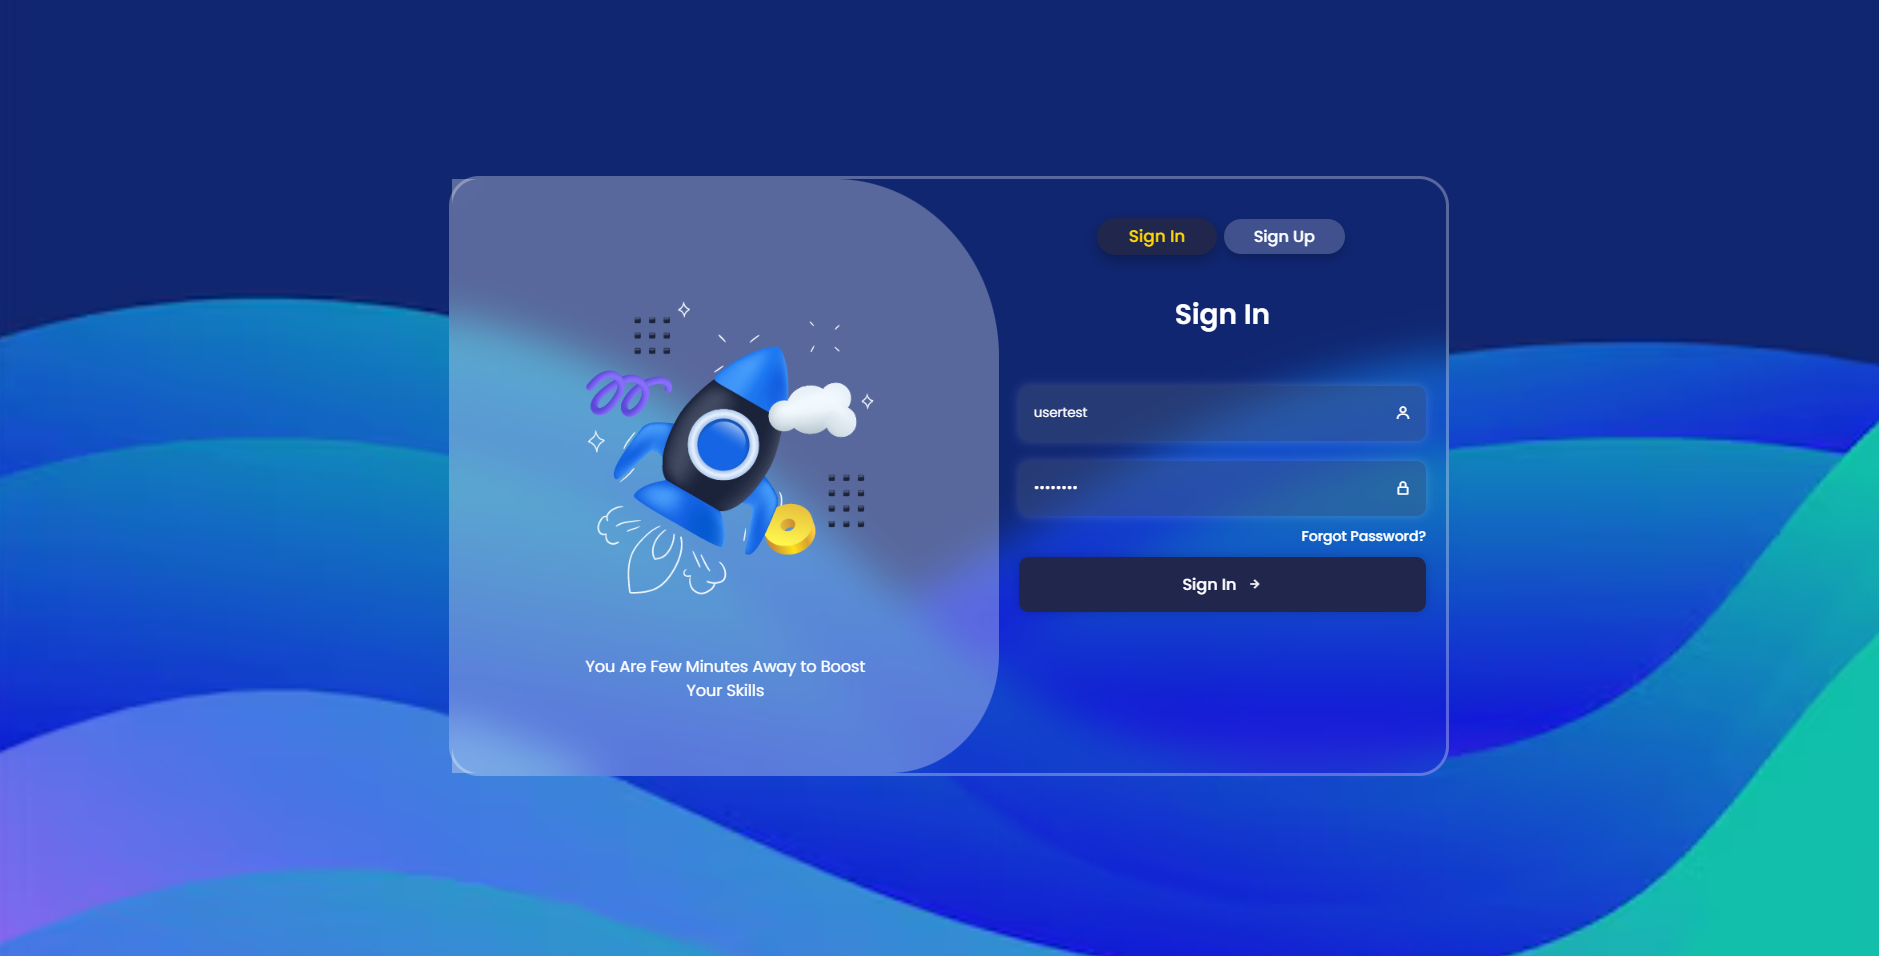 Sign In
Sign Up
Sign In
usertest
••••••••
Forgot Password?
Sign In
You Are Few Minutes Away to Boost
Your Skills